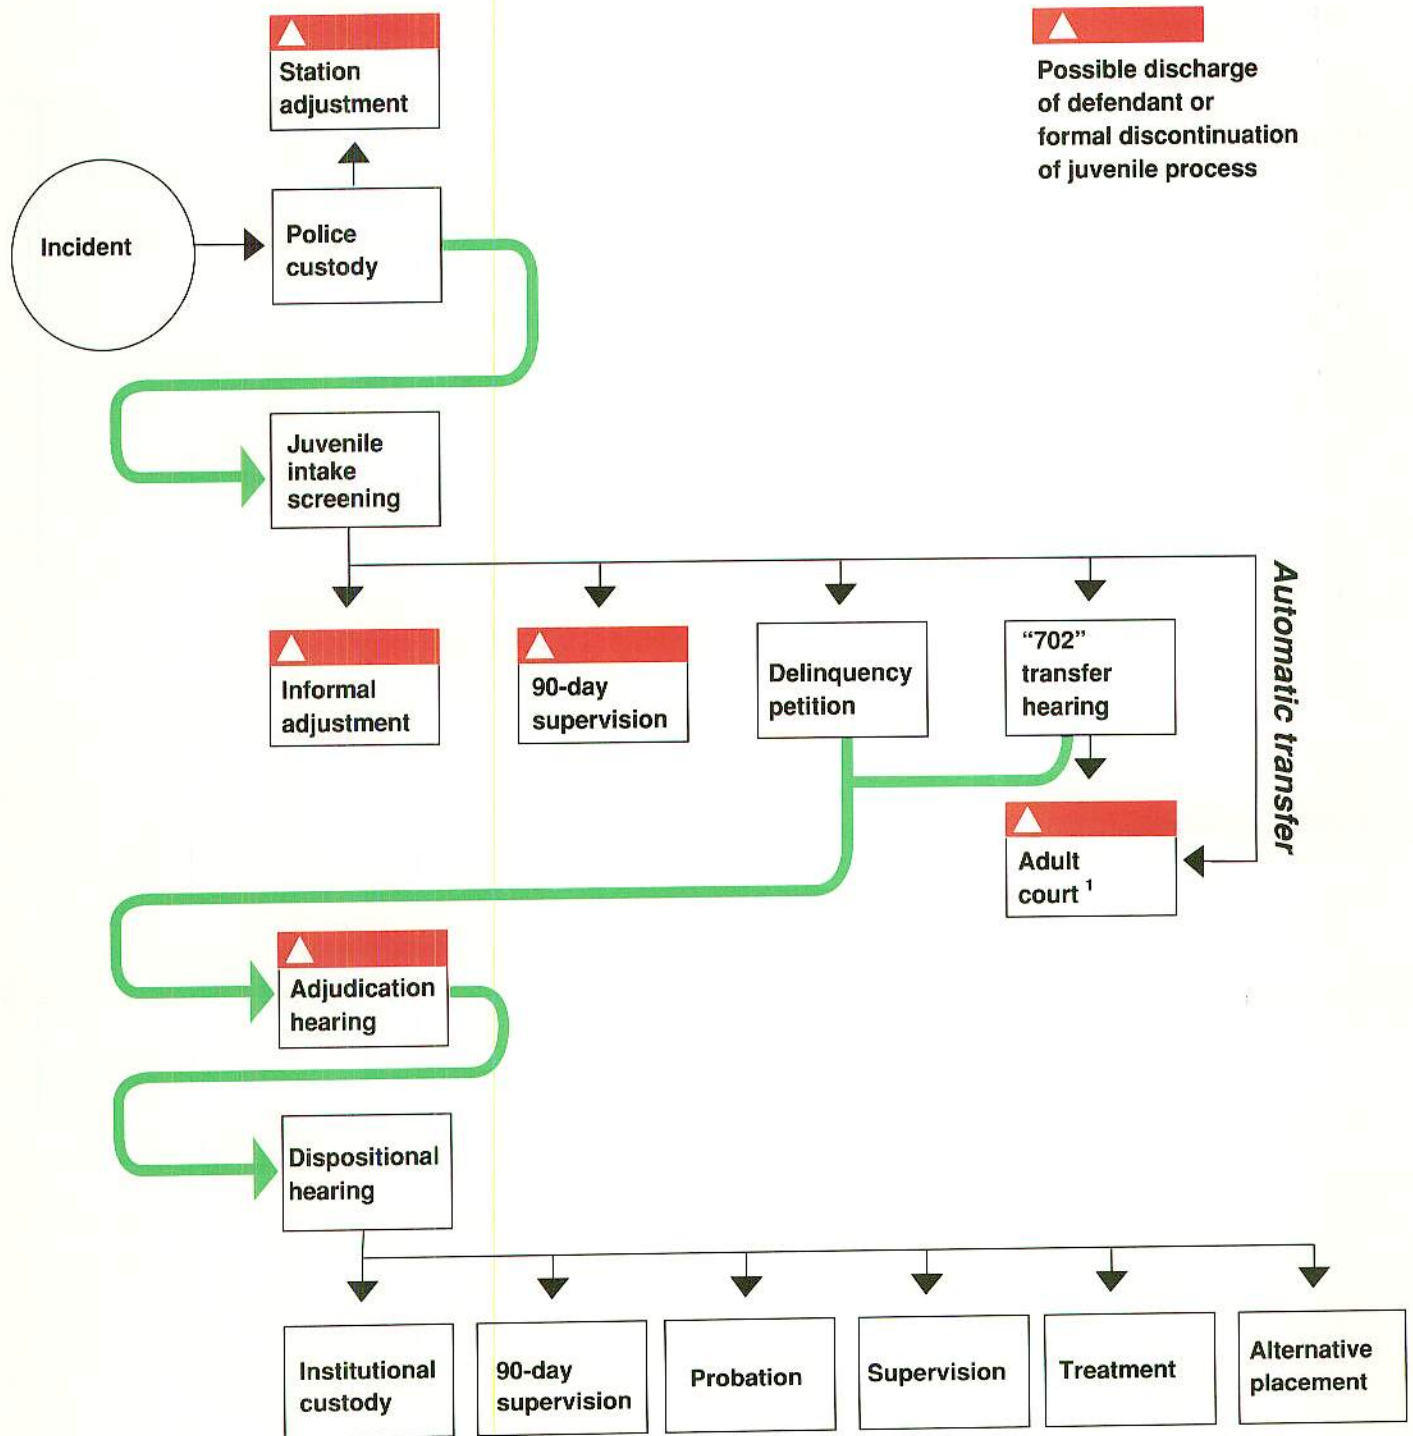 Station
adjustment
Possible discharge
of defendant or
formal discontinuation
of juvenile process
Incident
Police
custody
Juvenile
intake
screening
Automatic transfer
Informal
adjustment
90-day
supervision
Delinquency
petition
“702”
transfer
hearing
Adult
court ¹
Adjudication
hearing
Dispositional
hearing
Institutional
custody
90-day
supervision
Probation
Supervision
Treatment
Alternative
placement